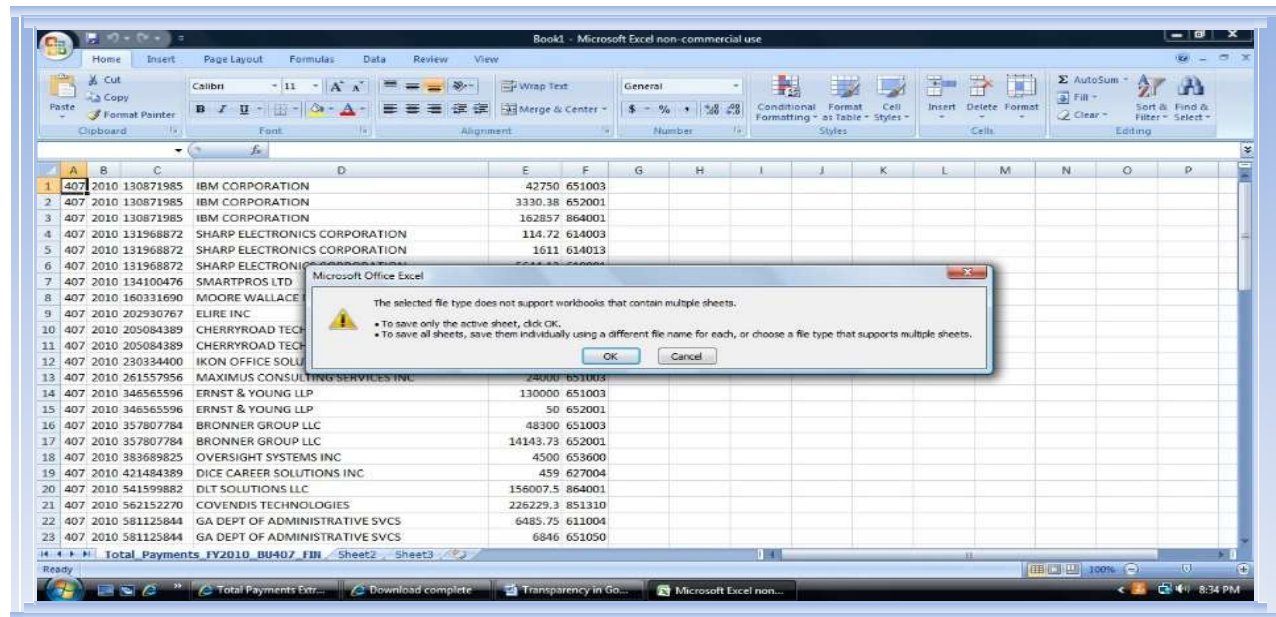 Book1 - Microsoft Excel non-commercial use
Home Insert Page Layout Formulas Data Review View
Paste
Cut
Copy
Format Painter
Clipboard
Calibri 11 A A
B I U A
Font
Wrap Text
Merge & Center
Alignment
General
$ % ,
Number
Conditional Formatting
Format as Table
Cell Styles
Styles
Insert Delete Format
Cells
Σ AutoSum
Fill
Clear
Sort & Filter
Find & Select
Editing
fx
A B C D E F G H I J K L M N O P
1 407 2010 130871985 IBM CORPORATION 42750 651003
2 407 2010 130871985 IBM CORPORATION 3330.38 652001
3 407 2010 130871985 IBM CORPORATION 162857 864001
4 407 2010 131968872 SHARP ELECTRONICS CORPORATION 114.72 614003
5 407 2010 131968872 SHARP ELECTRONICS CORPORATION 1611 614013
6 407 2010 131968872 SHARP ELECTRONICS
7 407 2010 134100476 SMARTPROS LTD
8 407 2010 160331690 MOORE WALLACE
9 407 2010 202930767 ELIRE INC
10 407 2010 205084389 CHERRYROAD TECH
11 407 2010 205084389 CHERRYROAD TECH
12 407 2010 230334400 IKON OFFICE SOLU
13 407 2010 261557956 MAXIMUS CONSULTING SERVICES INC 24000 651003
14 407 2010 346565596 ERNST & YOUNG LLP 130000 651003
15 407 2010 346565596 ERNST & YOUNG LLP 50 652001
16 407 2010 357807784 BRONNER GROUP LLC 48300 651003
17 407 2010 357807784 BRONNER GROUP LLC 14143.73 652001
18 407 2010 383689825 OVERSIGHT SYSTEMS INC 4500 653600
19 407 2010 421484389 DICE CAREER SOLUTIONS INC 459 627004
20 407 2010 541599882 DLT SOLUTIONS LLC 156007.5 864001
21 407 2010 562152270 COVENDIS TECHNOLOGIES 226229.3 851310
22 407 2010 581125844 GA DEPT OF ADMINISTRATIVE SVCS 6485.75 611004
23 407 2010 581125844 GA DEPT OF ADMINISTRATIVE SVCS 6846 651050
Microsoft Office Excel
The selected file type does not support workbooks that contain multiple sheets.
• To save only the active sheet, click OK.
• To save all sheets, save them individually using a different file name for each, or choose a file type that supports multiple sheets.
OK Cancel
Total_Payments_FY2010_BU407_FIN Sheet2 Sheet3
Ready 100%
Total Payments Extr... Download complete Transparency in Go... Microsoft Excel non... 8:34 PM